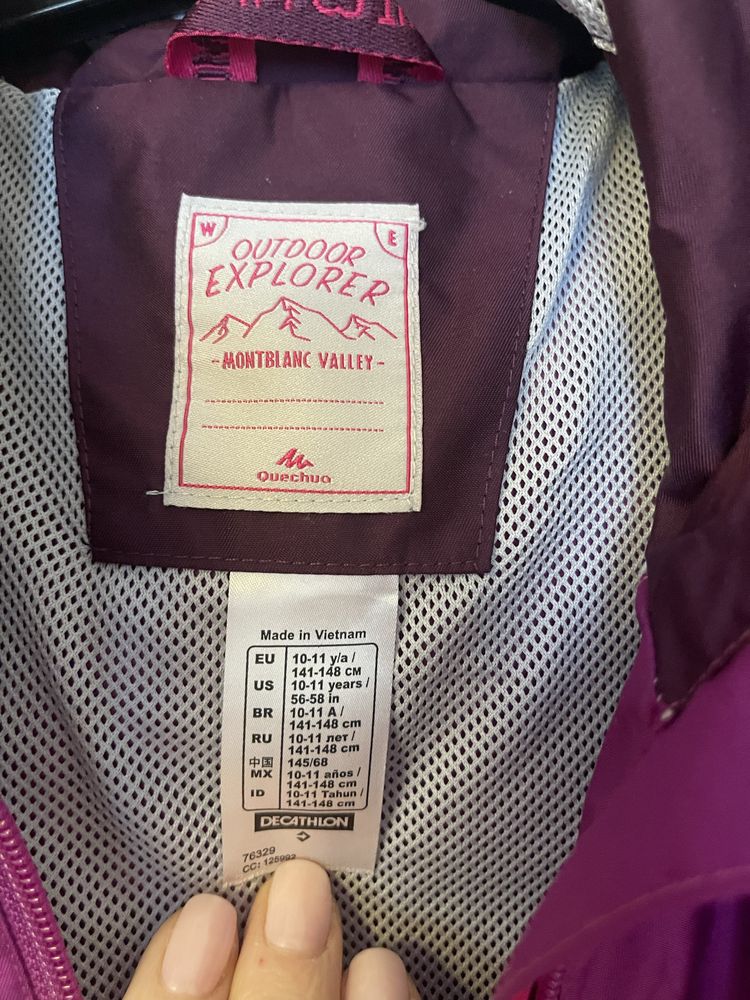 W
E
OUTDOOR
EXPLORER
-MONTBLANC VALLEY-
Quechua
Made in Vietnam
EU 10-11 y/a /
141-148 CM
US 10-11 years /
56-58 in
BR 10-11 A /
141-148 cm
RU 10-11 лет /
141-148 cm
中国 145/68
MX 10-11 años /
141-148 cm
ID 10-11 Tahun /
141-148 cm
DECATHLON
76329
CC: 125992